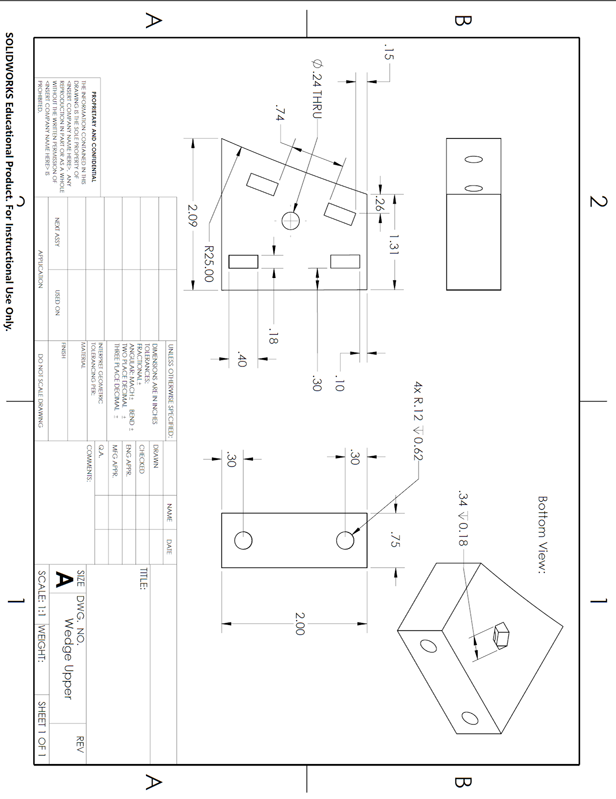 B
A
2
2
B
A
1
1
.15
Ø.24 THRU
.74
.26
1.31
2.09
R25.00
.18
.40
.30
.10
4x R.12 ↧ 0.62
.30
.30
.75
2.00
Bottom View:
.34 ↧ 0.18
PROPRIETARY AND CONFIDENTIAL
THE INFORMATION CONTAINED IN THIS
DRAWING IS THE SOLE PROPERTY OF
<INSERT COMPANY NAME HERE>. ANY
REPRODUCTION IN PART OR AS A WHOLE
WITHOUT THE WRITTEN PERMISSION OF
<INSERT COMPANY NAME HERE> IS
PROHIBITED.
NEXT ASSY
USED ON
APPLICATION
UNLESS OTHERWISE SPECIFIED:
DIMENSIONS ARE IN INCHES
TOLERANCES:
FRACTIONAL ±
ANGULAR: MACH ± BEND ±
TWO PLACE DECIMAL ±
THREE PLACE DECIMAL ±
INTERPRET GEOMETRIC
TOLERANCING PER:
MATERIAL
FINISH
DO NOT SCALE DRAWING
NAME
DATE
DRAWN
CHECKED
ENG APPR.
MFG APPR.
Q.A.
COMMENTS:
TITLE:
SIZE DWG. NO. REV
A Wedge Upper
SCALE: 1:1 WEIGHT: SHEET 1 OF 1
SOLIDWORKS Educational Product. For Instructional Use Only.